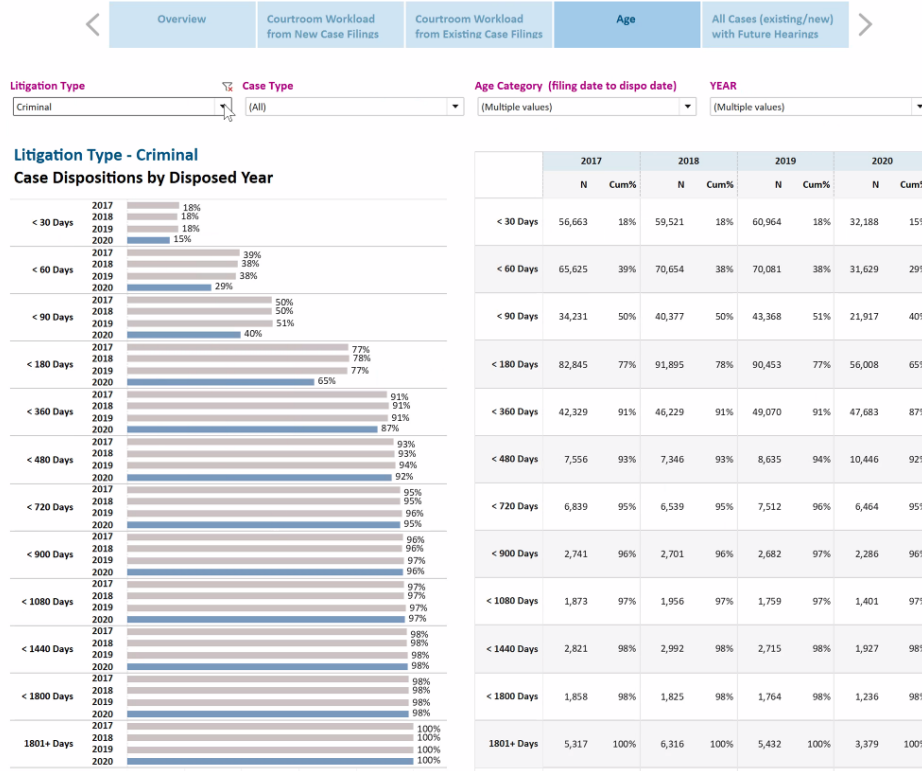 Overview
Courtroom Workload
from New Case Filings
Courtroom Workload
from Existing Case Filings
Age
All Cases (existing/new)
with Future Hearings
Litigation Type
Case Type
Age Category (filing date to dispo date)
YEAR
Criminal
(All)
(Multiple values)
(Multiple values)
Litigation Type - Criminal
Case Dispositions by Disposed Year
< 30 Days
2017 18%
2018 18%
2019 18%
2020 15%
< 60 Days
2017 39%
2018 38%
2019 38%
2020 29%
< 90 Days
2017 50%
2018 50%
2019 51%
2020 40%
< 180 Days
2017 77%
2018 78%
2019 77%
2020 65%
< 360 Days
2017 91%
2018 91%
2019 91%
2020 87%
< 480 Days
2017 93%
2018 93%
2019 94%
2020 92%
< 720 Days
2017 95%
2018 95%
2019 96%
2020 95%
< 900 Days
2017 96%
2018 96%
2019 97%
2020 96%
< 1080 Days
2017 97%
2018 97%
2019 97%
2020 97%
< 1440 Days
2017 98%
2018 98%
2019 98%
2020 98%
< 1800 Days
2017 98%
2018 98%
2019 98%
2020 98%
1801+ Days
2017 100%
2018 100%
2019 100%
2020 100%
2017 2018 2019 2020
N Cum% N Cum% N Cum% N Cum%
< 30 Days 56,663 18% 59,521 18% 60,964 18% 32,188 15%
< 60 Days 65,625 39% 70,654 38% 70,081 38% 31,629 29%
< 90 Days 34,231 50% 40,377 50% 43,368 51% 21,917 40%
< 180 Days 82,845 77% 91,895 78% 90,453 77% 56,008 65%
< 360 Days 42,329 91% 46,229 91% 49,070 91% 47,683 87%
< 480 Days 7,556 93% 7,346 93% 8,635 94% 10,446 92%
< 720 Days 6,839 95% 6,539 95% 7,512 96% 6,464 95%
< 900 Days 2,741 96% 2,701 96% 2,682 97% 2,286 96%
< 1080 Days 1,873 97% 1,956 97% 1,759 97% 1,401 97%
< 1440 Days 2,821 98% 2,992 98% 2,715 98% 1,927 98%
< 1800 Days 1,858 98% 1,825 98% 1,764 98% 1,236 98%
1801+ Days 5,317 100% 6,316 100% 5,432 100% 3,379 100%